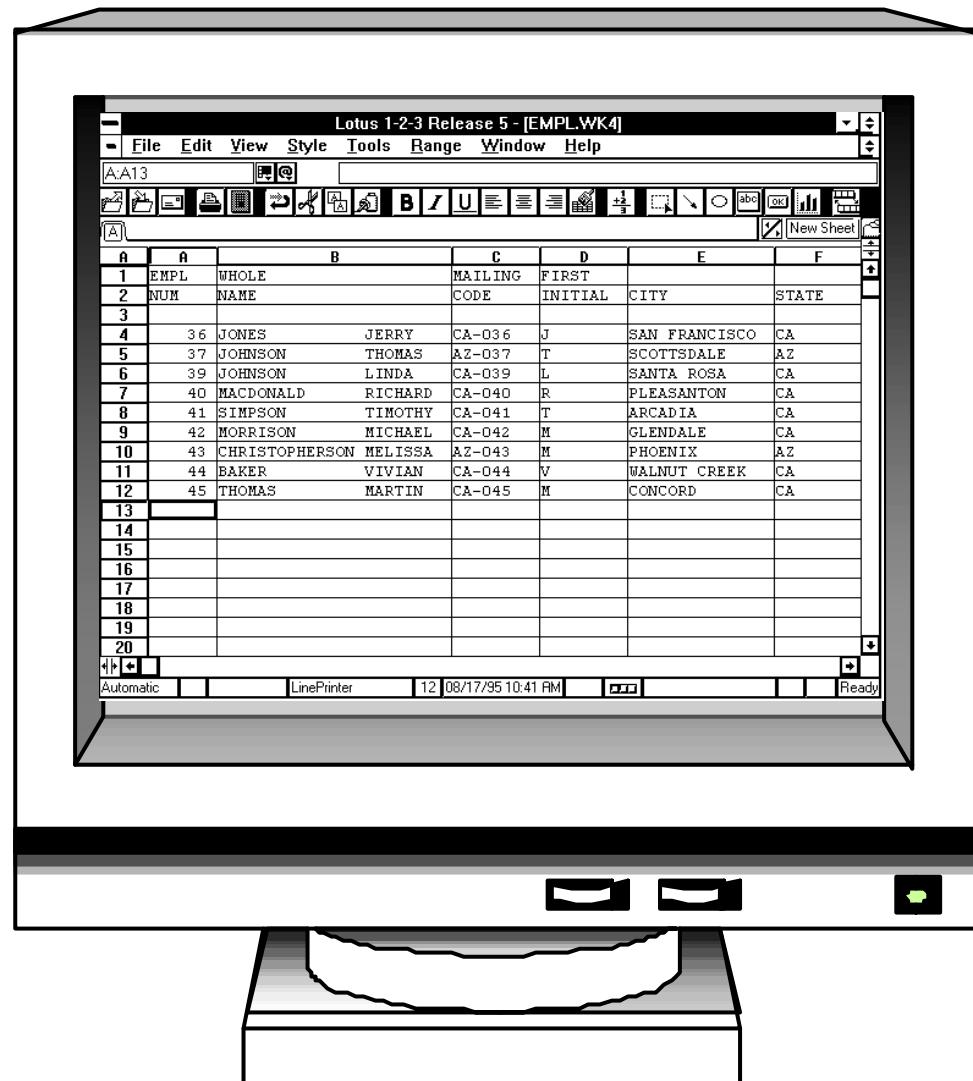 Lotus 1-2-3 Release 5 - [EMPL.WK4]
File Edit View Style Tools Range Window Help
A:A13 @
B I U abc OK
A New Sheet
A A B C D E F
1 EMPL WHOLE MAILING FIRST
2 NUM NAME CODE INITIAL CITY STATE
3
4 36 JONES JERRY CA-036 J SAN FRANCISCO CA
5 37 JOHNSON THOMAS AZ-037 T SCOTTSDALE AZ
6 39 JOHNSON LINDA CA-039 L SANTA ROSA CA
7 40 MACDONALD RICHARD CA-040 R PLEASANTON CA
8 41 SIMPSON TIMOTHY CA-041 T ARCADIA CA
9 42 MORRISON MICHAEL CA-042 M GLENDALE CA
10 43 CHRISTOPHERSON MELISSA AZ-043 M PHOENIX AZ
11 44 BAKER VIVIAN CA-044 V WALNUT CREEK CA
12 45 THOMAS MARTIN CA-045 M CONCORD CA
13
14
15
16
17
18
19
20
Automatic LinePrinter 12 08/17/95 10:41 AM Ready